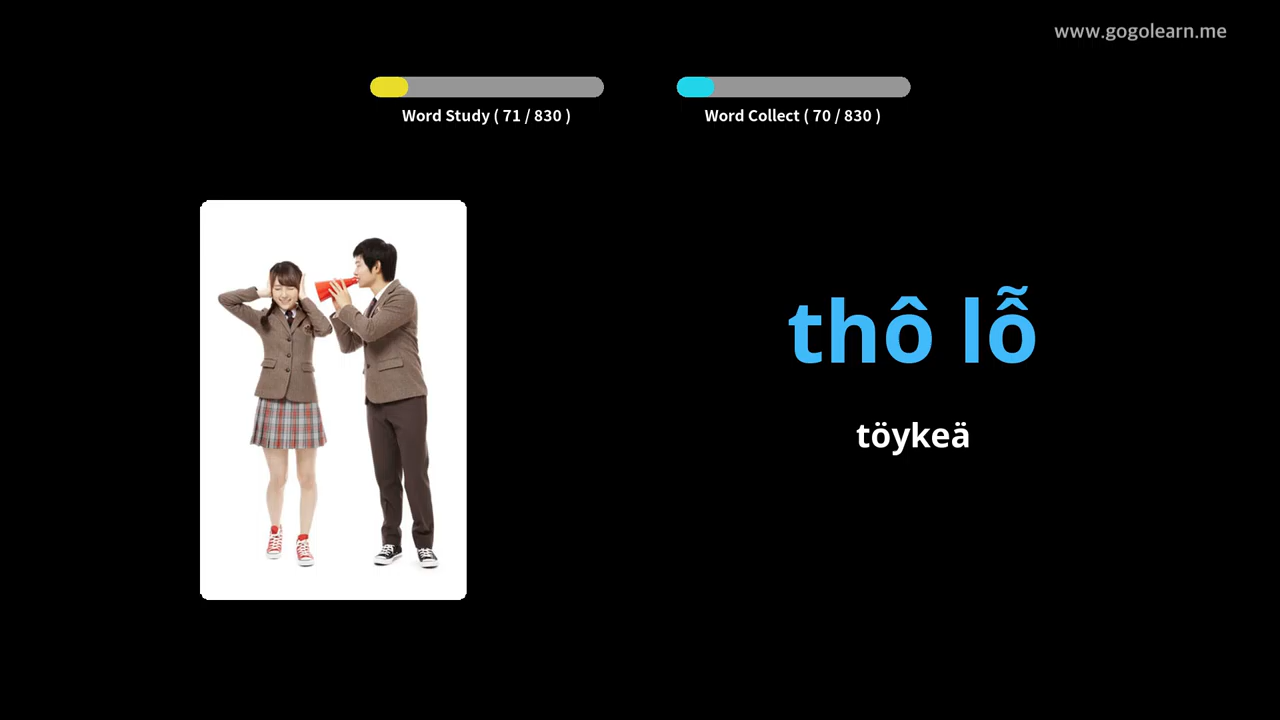 www.gogolearn.me
Word Study ( 71 / 830 )
Word Collect ( 70 / 830 )
thô lỗ
töykeä